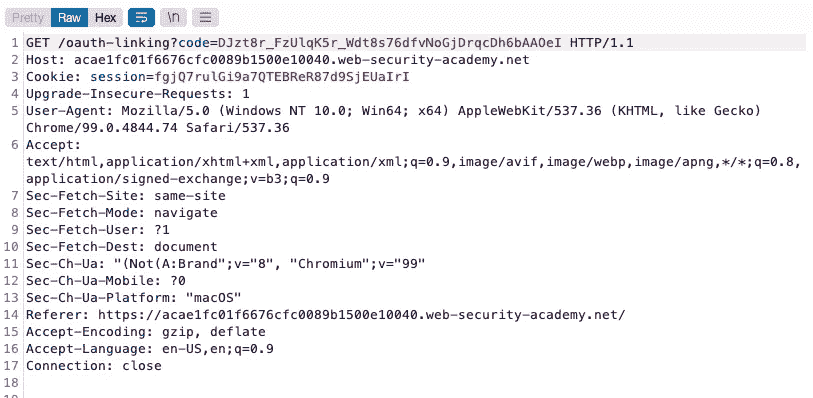 Pretty Raw Hex \n
1 GET /oauth-linking?code=DJzt8r_FzUlqK5r_Wdt8s76dfvNoGjDrqcDh6bAAOeI HTTP/1.1
2 Host: acae1fc01f6676cfc0089b1500e10040.web-security-academy.net
3 Cookie: session=fgjQ7rulGi9a7QTEBReR87d9SjEUaIrI
4 Upgrade-Insecure-Requests: 1
5 User-Agent: Mozilla/5.0 (Windows NT 10.0; Win64; x64) AppleWebKit/537.36 (KHTML, like Gecko)
Chrome/99.0.4844.74 Safari/537.36
6 Accept:
text/html,application/xhtml+xml,application/xml;q=0.9,image/avif,image/webp,image/apng,*/*;q=0.8,
application/signed-exchange;v=b3;q=0.9
7 Sec-Fetch-Site: same-site
8 Sec-Fetch-Mode: navigate
9 Sec-Fetch-User: ?1
10 Sec-Fetch-Dest: document
11 Sec-Ch-Ua: "(Not(A:Brand";v="8", "Chromium";v="99"
12 Sec-Ch-Ua-Mobile: ?0
13 Sec-Ch-Ua-Platform: "macOS"
14 Referer: https://acae1fc01f6676cfc0089b1500e10040.web-security-academy.net/
15 Accept-Encoding: gzip, deflate
16 Accept-Language: en-US,en;q=0.9
17 Connection: close
18